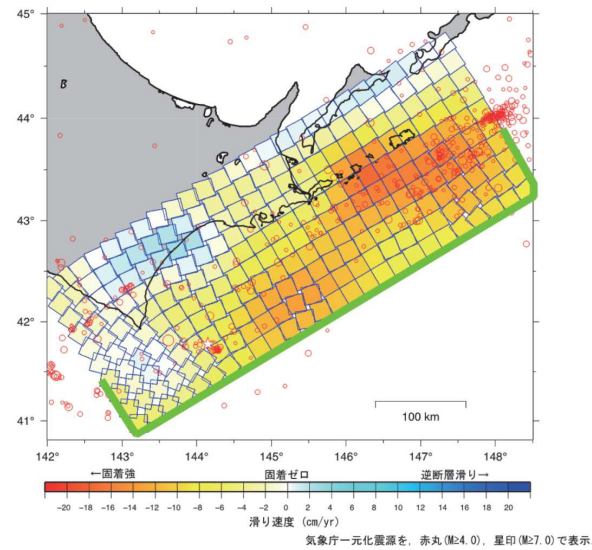 45°
44°
43°
42°
41°
100 km
142 143 144 145 146 147 148
←固着強 固着ゼロ 逆断層滑り→
-20 -18 -16 -14 -12 -10 -8 -6 -4 -2 0 2 4 6 8 10 12 14 16 18 20
滑り速度 (cm/yr)
気象庁一元化震源を，赤丸(M≥4.0)，星印(M≥7.0)で表示